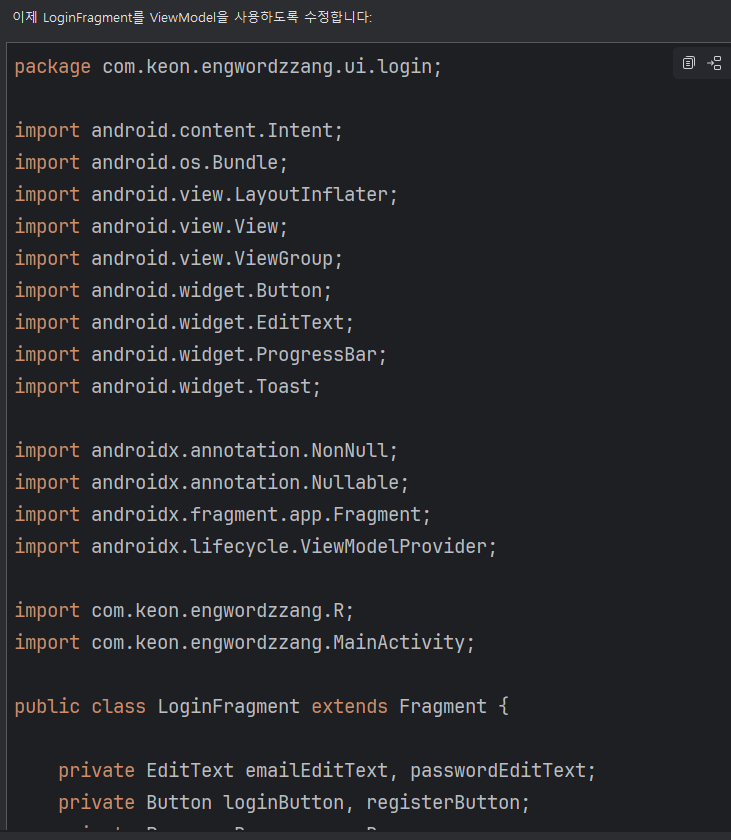 이제 LoginFragment를 ViewModel을 사용하도록 수정합니다:
package com.keon.engwordzzang.ui.login;
import android.content.Intent;
import android.os.Bundle;
import android.view.LayoutInflater;
import android.view.View;
import android.view.ViewGroup;
import android.widget.Button;
import android.widget.EditText;
import android.widget.ProgressBar;
import android.widget.Toast;
import androidx.annotation.NonNull;
import androidx.annotation.Nullable;
import androidx.fragment.app.Fragment;
import androidx.lifecycle.ViewModelProvider;
import com.keon.engwordzzang.R;
import com.keon.engwordzzang.MainActivity;
public class LoginFragment extends Fragment {
private EditText emailEditText, passwordEditText;
private Button loginButton, registerButton;